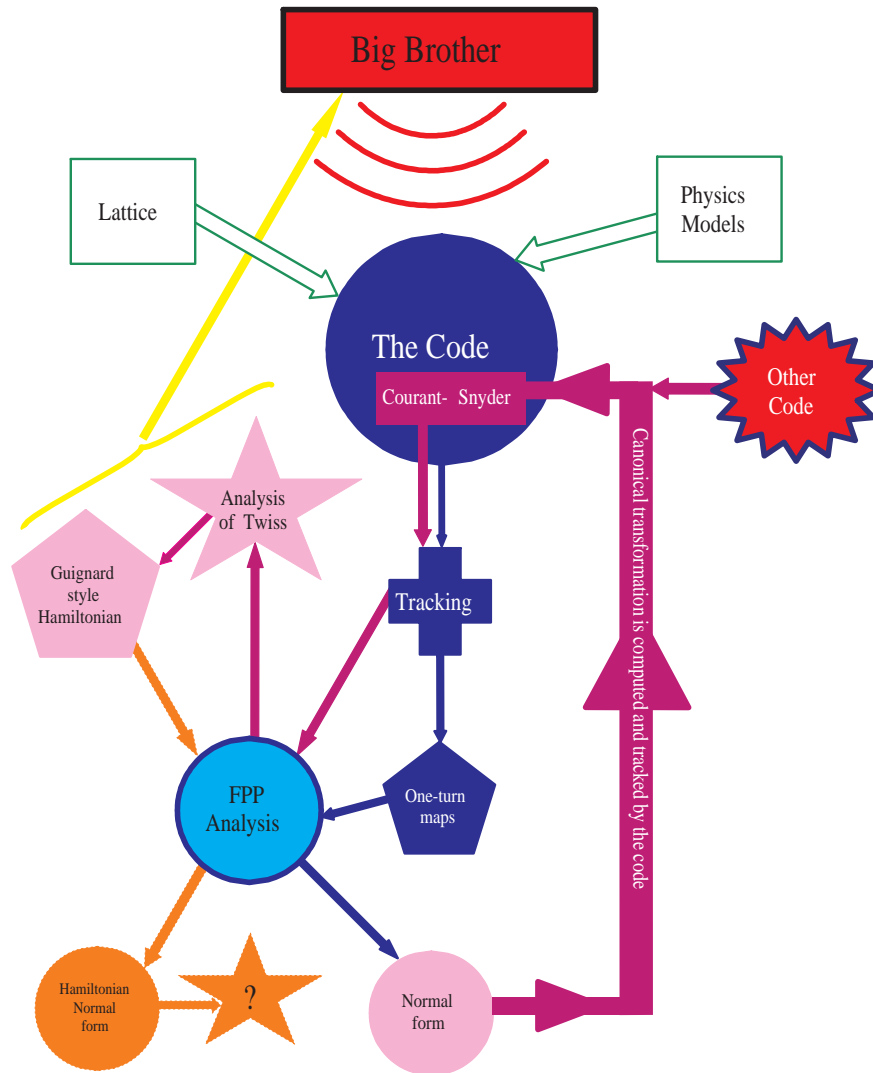 Big Brother
Lattice
Physics
Models
The Code
Courant- Snyder
Other
Code
Canonical transformation is computed and tracked by the code
Analysis
of Twiss
Guignard
style
Hamiltonian
Tracking
FPP
Analysis
One-turn
maps
Hamiltonian
Normal
form
?
Normal
form